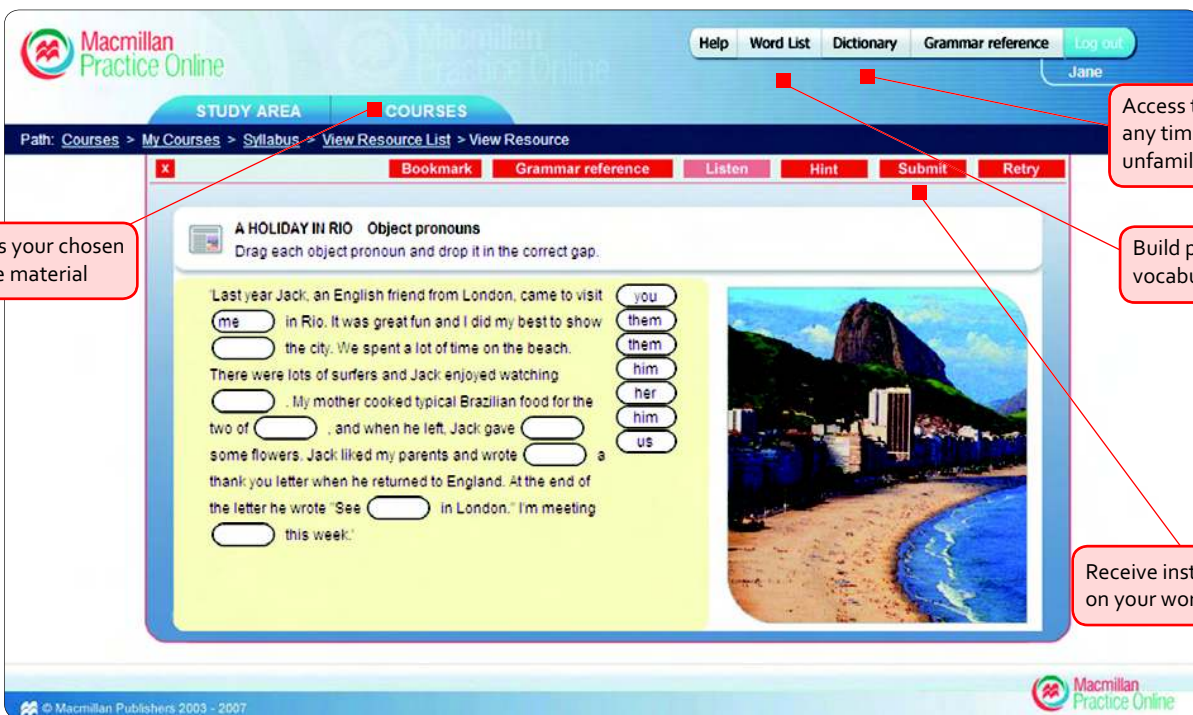 Macmillan
Practice Online
Macmillan
Practice Online
Help Word List Dictionary Grammar reference Log out
Jane
STUDY AREA COURSES
Path: Courses > My Courses > Syllabus > View Resource List > View Resource
x Bookmark Grammar reference Listen Hint Submit Retry
A HOLIDAY IN RIO Object pronouns
Drag each object pronoun and drop it in the correct gap.
'Last year Jack, an English friend from London, came to visit
me in Rio. It was great fun and I did my best to show
the city. We spent a lot of time on the beach.
There were lots of surfers and Jack enjoyed watching
. My mother cooked typical Brazilian food for the
two of , and when he left, Jack gave
some flowers. Jack liked my parents and wrote a
thank you letter when he returned to England. At the end of
the letter he wrote "See in London." I'm meeting
this week.'
you
them
them
him
her
him
us
s your chosen
e material
Access
any tim
unfamil
Build p
vocabu
Receive inst
on your wor
© Macmillan Publishers 2003 - 2007
Macmillan
Practice Online